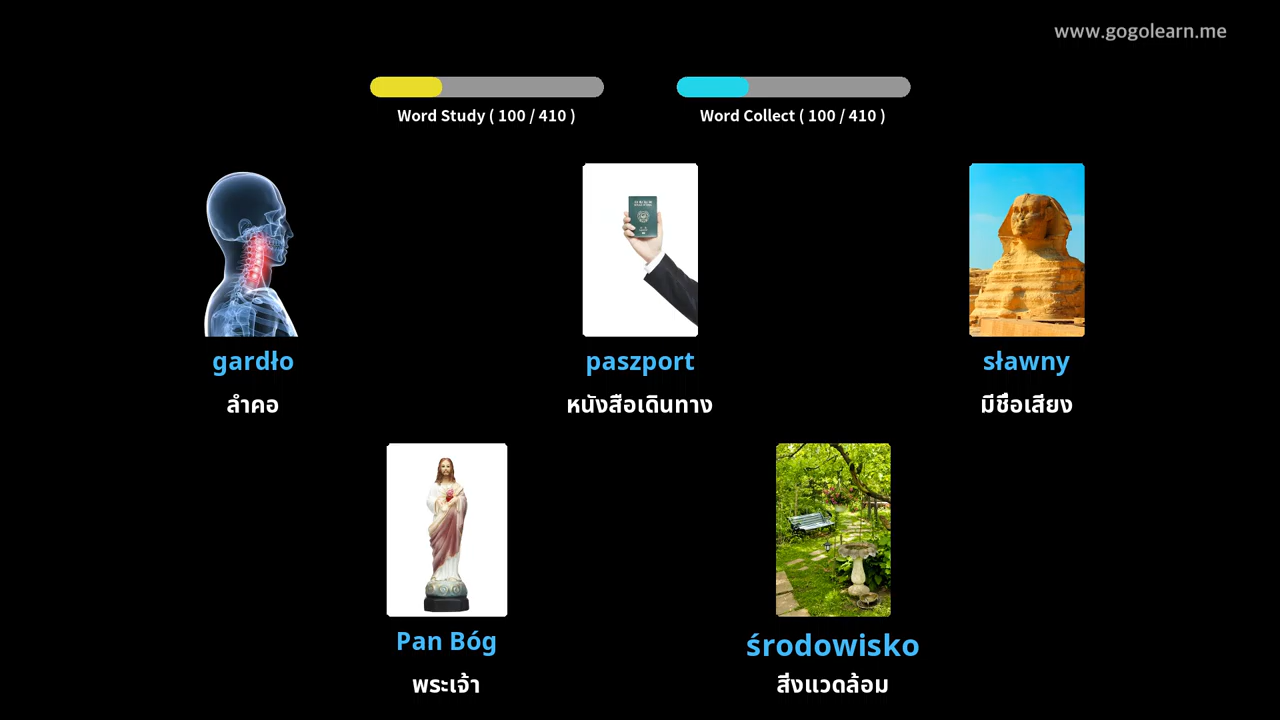 www.gogolearn.me
Word Study ( 100 / 410 )
Word Collect ( 100 / 410 )
gardło
paszport
sławny
ลำคอ
หนังสือเดินทาง
มีชื่อเสียง
Pan Bóg
środowisko
พระเจ้า
สิ่งแวดล้อม